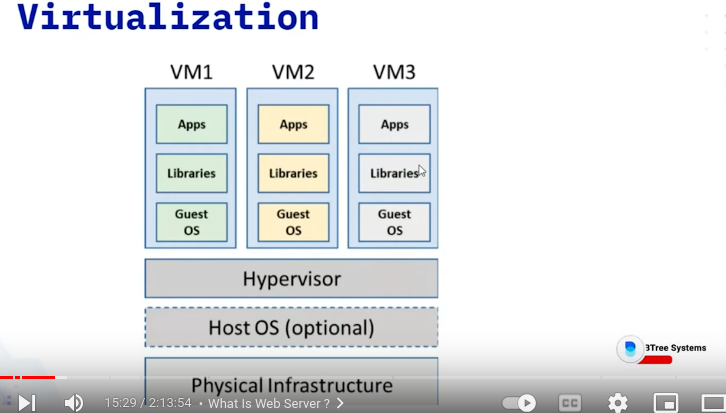 Virtualization
VM1 VM2 VM3
Apps Apps Apps
Libraries Libraries Libraries
Guest Guest Guest
OS OS OS
Hypervisor
Host OS (optional)
Physical Infrastructure
3Tree Systems
15:29 / 2:13:54 • What Is Web Server ?
CC